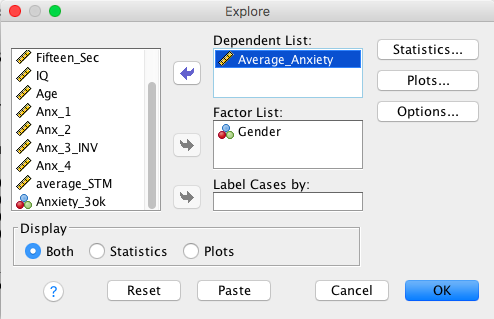 Explore
Dependent List:
Average_Anxiety
Statistics...
Plots...
Options...
Fifteen_Sec
IQ
Age
Anx_1
Anx_2
Anx_3_INV
Anx_4
average_STM
Anxiety_3ok
Factor List:
Gender
Label Cases by:
Display
Both Statistics Plots
? Reset Paste Cancel OK